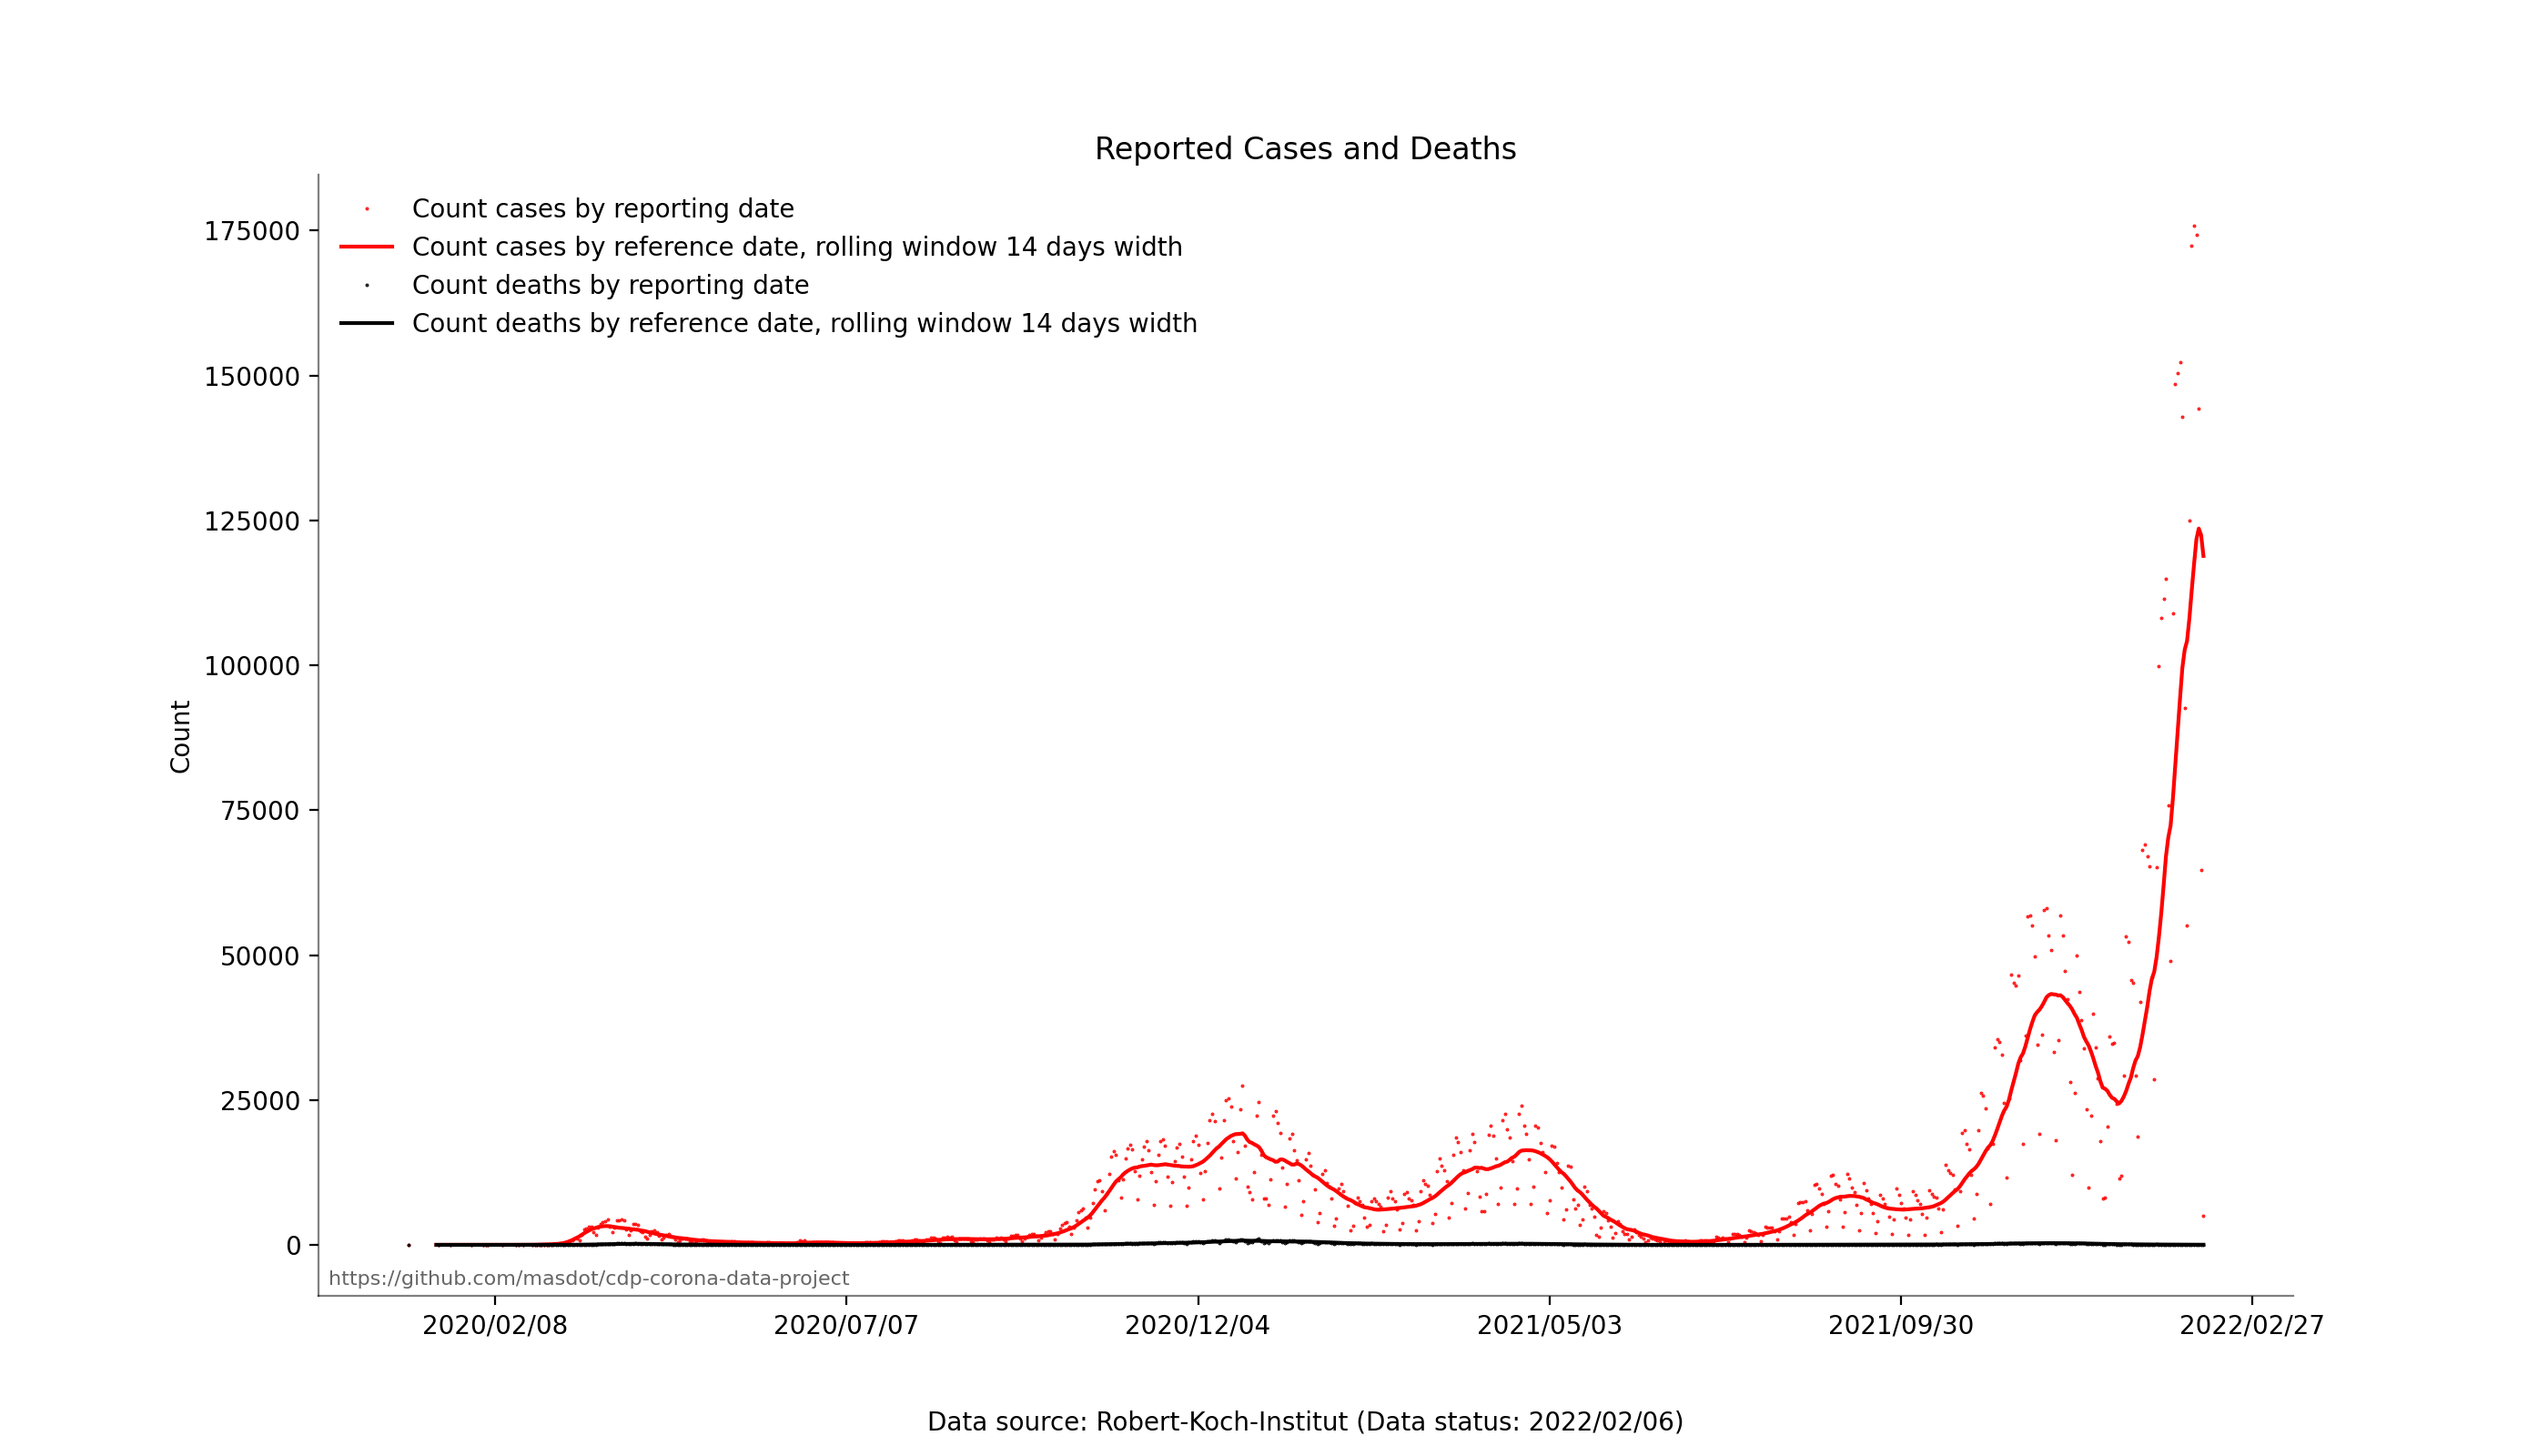 Reported Cases and Deaths
Count cases by reporting date
Count cases by reference date, rolling window 14 days width
Count deaths by reporting date
Count deaths by reference date, rolling window 14 days width
175000
150000
125000
100000
75000
50000
25000
0
Count
https://github.com/masdot/cdp-corona-data-project
2020/02/08 2020/07/07 2020/12/04 2021/05/03 2021/09/30 2022/02/27
Data source: Robert-Koch-Institut (Data status: 2022/02/06)